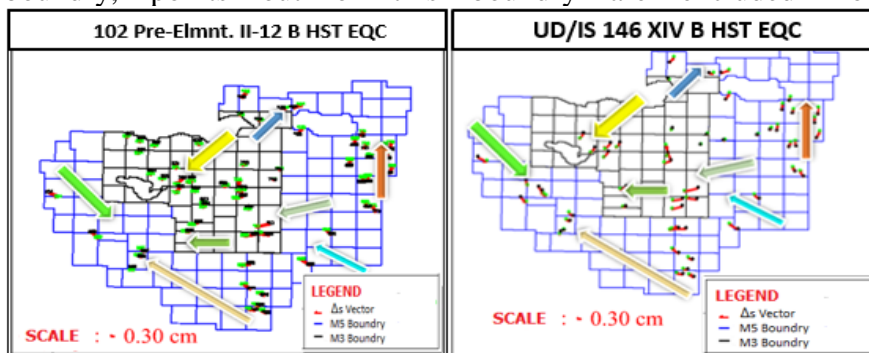 102 Pre-Elmnt. II-12 B HST EQC
UD/IS 146 XIV B HST EQC
LEGEND
Δs Vector
M5 Boundry
M3 Boundry
SCALE : - 0.30 cm
LEGEND
Δs Vector
M5 Boundry
M3 Boundry
SCALE : - 0.30 cm